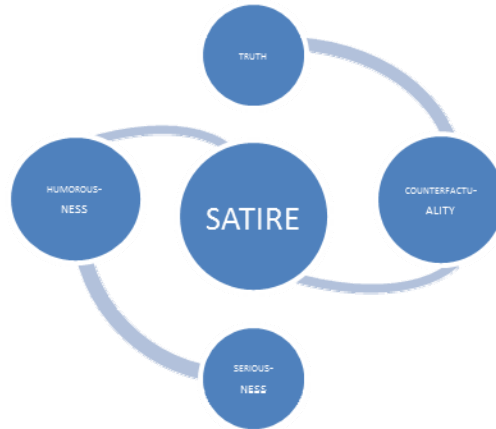 TRUTH
HUMOROUS-
NESS
SATIRE
COUNTERFACTU-
ALITY
SERIOUS-
NESS